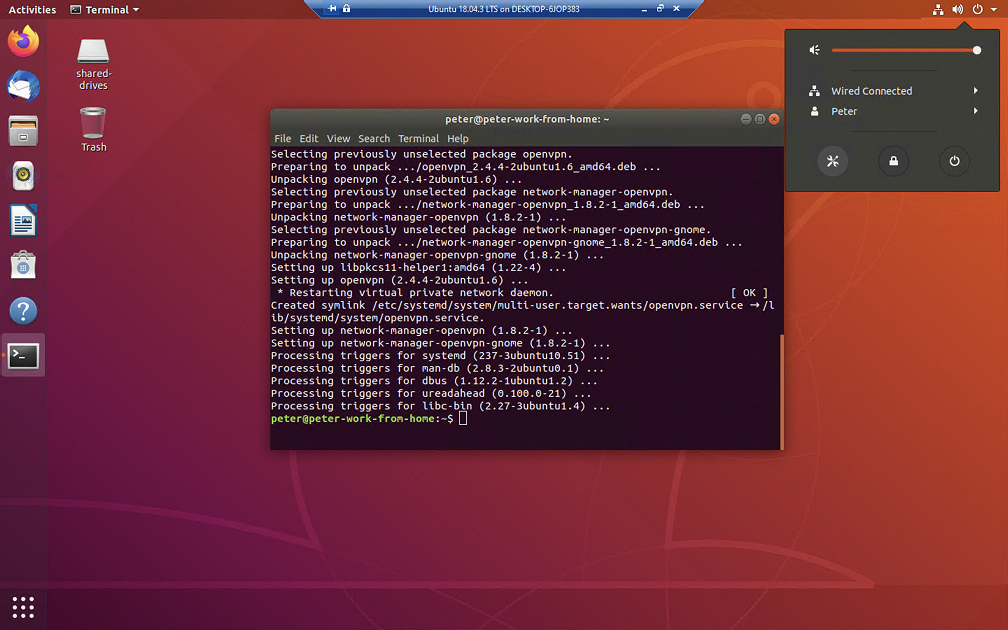 Activities
Terminal
Ubuntu 18.04.3 LTS on DESKTOP-6JOP383
shared-
drives
Trash
peter@peter-work-from-home: ~
File Edit View Search Terminal Help
Selecting previously unselected package openvpn.
Preparing to unpack .../openvpn_2.4.4-2ubuntu1.6_amd64.deb ...
Unpacking openvpn (2.4.4-2ubuntu1.6) ...
Selecting previously unselected package network-manager-openvpn.
Preparing to unpack .../network-manager-openvpn_1.8.2-1_amd64.deb ...
Unpacking network-manager-openvpn (1.8.2-1) ...
Selecting previously unselected package network-manager-openvpn-gnome.
Preparing to unpack .../network-manager-openvpn-gnome_1.8.2-1_amd64.deb ...
Unpacking network-manager-openvpn-gnome (1.8.2-1) ...
Setting up libpkcs11-helper1:amd64 (1.22-4) ...
Setting up openvpn (2.4.4-2ubuntu1.6) ...
 * Restarting virtual private network daemon. [ OK ]
Created symlink /etc/systemd/system/multi-user.target.wants/openvpn.service → /l
ib/systemd/system/openvpn.service.
Setting up network-manager-openvpn (1.8.2-1) ...
Setting up network-manager-openvpn-gnome (1.8.2-1) ...
Processing triggers for systemd (237-3ubuntu10.51) ...
Processing triggers for man-db (2.8.3-2ubuntu0.1) ...
Processing triggers for dbus (1.12.2-1ubuntu1.2) ...
Processing triggers for ureadahead (0.100.0-21) ...
Processing triggers for libc-bin (2.27-3ubuntu1.4) ...
peter@peter-work-from-home:~$
Wired Connected
Peter